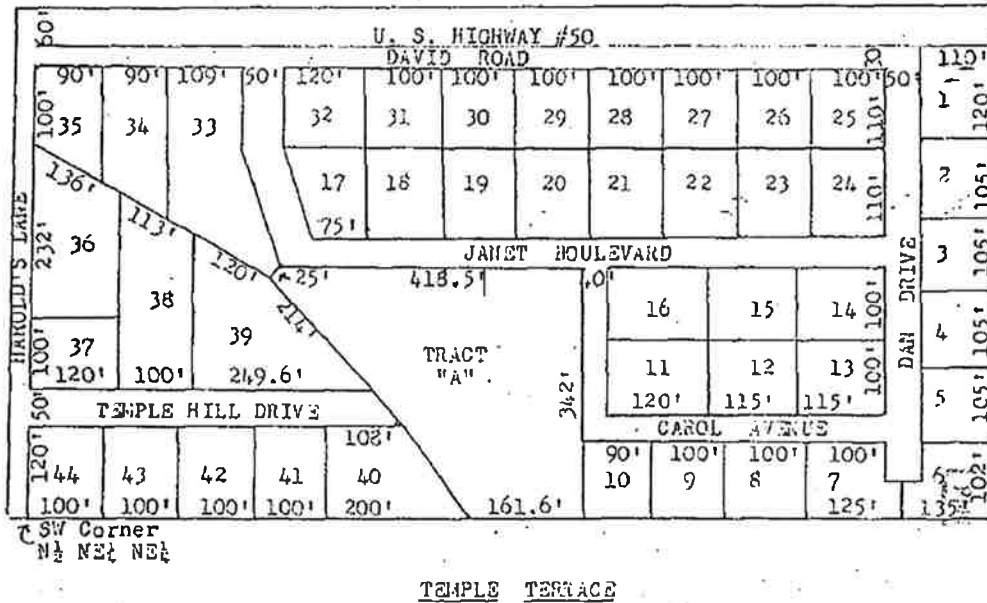 50'
U. S. HIGHWAY #50
DAVID ROAD
90' 90' 109' 50' 120' 100' 100' 100' 100' 100' 100' 100' 20 50' 110'
100' 35 34 33 32 31 30 29 28 27 26 25 110' 1 120'
136' 17 18 19 20 21 22 23 24 110' 2 105'
113' 75'
HAROLD'S LANE
232' 36 JANET BOULEVARD DAN DRIVE 3 105'
120' 25' 418.5' 40'
38 214' 16 15 14 100' 4 105'
39 TRACT
"A"
100' 37 342' 11 12 13 100' 5 105'
120' 100' 249.6' 120' 115' 115'
50' TEMPLE HILL DRIVE CAROL AVENUE
102'
120' 44 43 42 41 40 90' 100' 100' 100' 6 102'
10 9 8 7
100' 100' 100' 100' 200' 161.6' 125' 135'
SW Corner
N½ NE¼ NE¼
TEMPLE TERRACE